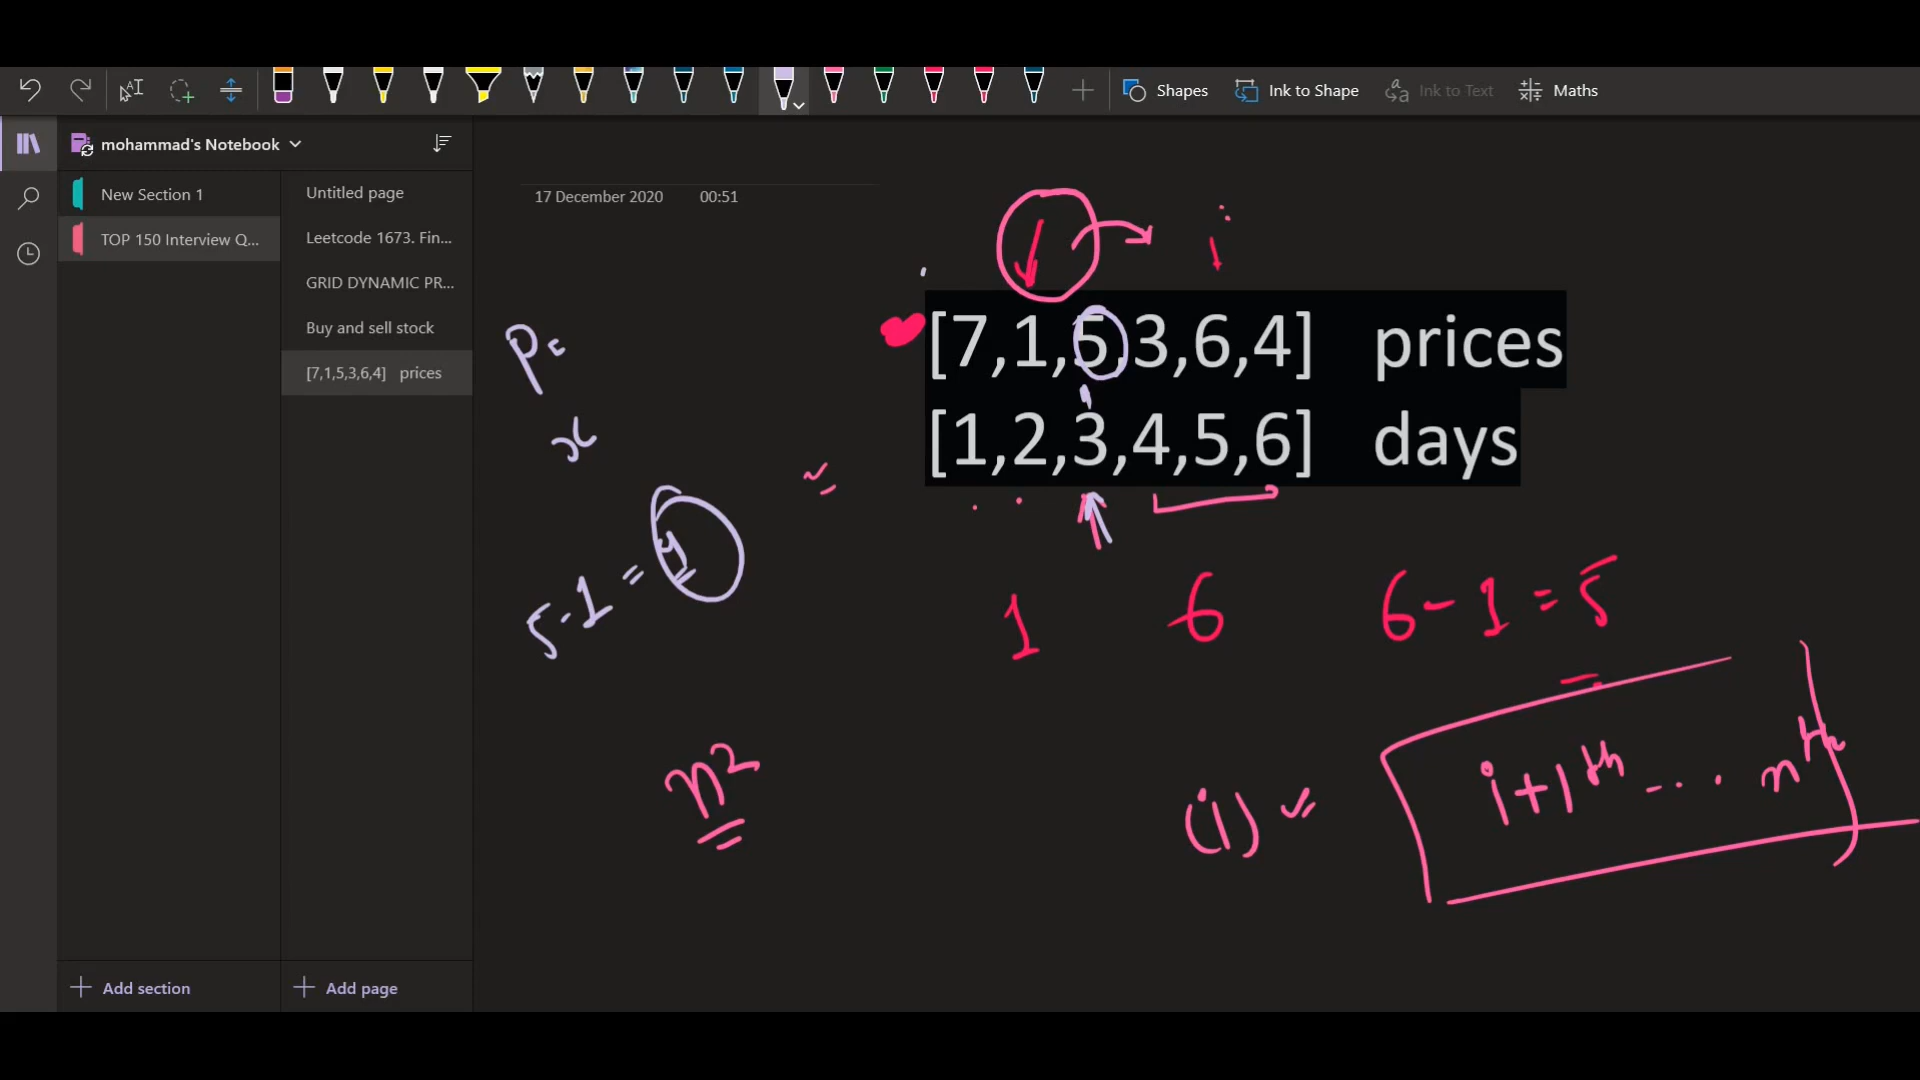 Shapes
Ink to Shape
Ink to Text
Maths
mohammad's Notebook
New Section 1
TOP 150 Interview Q...
Untitled page
Leetcode 1673. Fin...
GRID DYNAMIC PR...
Buy and sell stock
[7,1,5,3,6,4] prices
Add section
Add page
17 December 2020 00:51
i
[7,1,5,3,6,4] prices
[1,2,3,4,5,6] days
x
5-1=4
1 6 6-1=5
n²
(i) i+1th ... nth